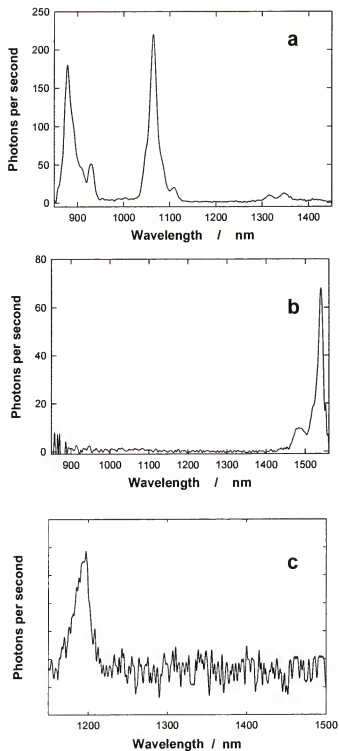 a
250
200
150
100
50
0
Photons per second
900 1000 1100 1200 1300 1400
Wavelength / nm
b
80
60
40
20
0
Photons per second
900 1000 1100 1200 1300 1400 1500
Wavelength / nm
c
Photons per second
1200 1300 1400 1500
Wavelength / nm